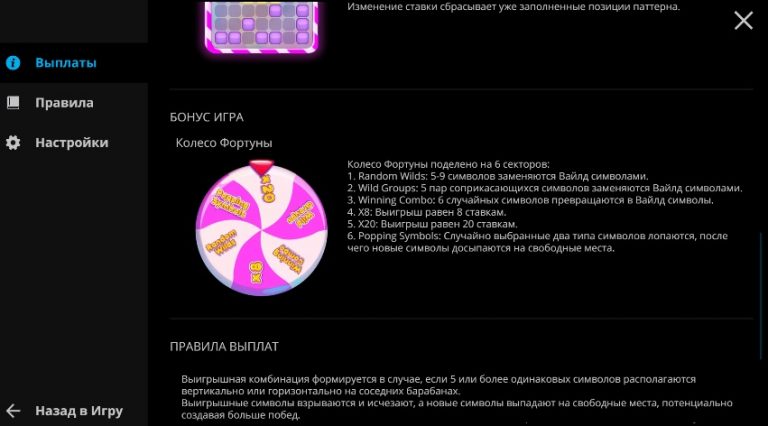 Изменение ставки сбрасывает уже заполненные позиции паттерна.
Выплаты
Правила
Настройки
БОНУС ИГРА
Колесо Фортуны
X20
Random Wilds
X8
Колесо Фортуны поделено на 6 секторов:
1. Random Wilds: 5-9 символов заменяются Вайлд символами.
2. Wild Groups: 5 пар соприкасающихся символов заменяются Вайлд символами.
3. Winning Combo: 6 случайных символов превращаются в Вайлд символы.
4. X8: Выигрыш равен 8 ставкам.
5. X20: Выигрыш равен 20 ставкам.
6. Popping Symbols: Случайно выбранные два типа символов лопаются, после
чего новые символы досыпаются на свободные места.
ПРАВИЛА ВЫПЛАТ
Выигрышная комбинация формируется в случае, если 5 или более одинаковых символов располагаются
вертикально или горизонтально на соседних барабанах.
Выигрышные символы взрываются и исчезают, а новые символы выпадают на свободные места, потенциально
создавая больше побед.
Назад в Игру